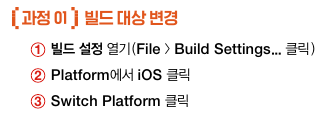 [과정 01] 빌드 대상 변경
① 빌드 설정 열기(File > Build Settings... 클릭)
② Platform에서 iOS 클릭
③ Switch Platform 클릭